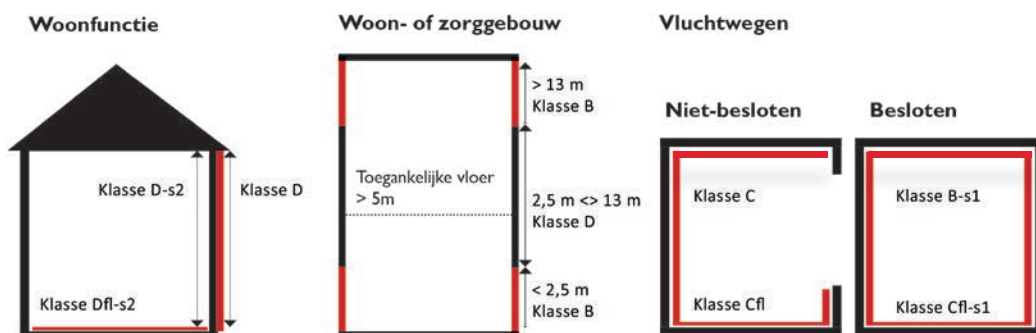 Woonfunctie
Klasse D-s2
Klasse D
Klasse Dfl-s2
Woon- of zorggebouw
> 13 m
Klasse B
Toegankelijke vloer
> 5m
2,5 m <> 13 m
Klasse D
< 2,5 m
Klasse B
Vluchtwegen
Niet-besloten
Klasse C
Klasse Cfl
Besloten
Klasse B-s1
Klasse Cfl-s1